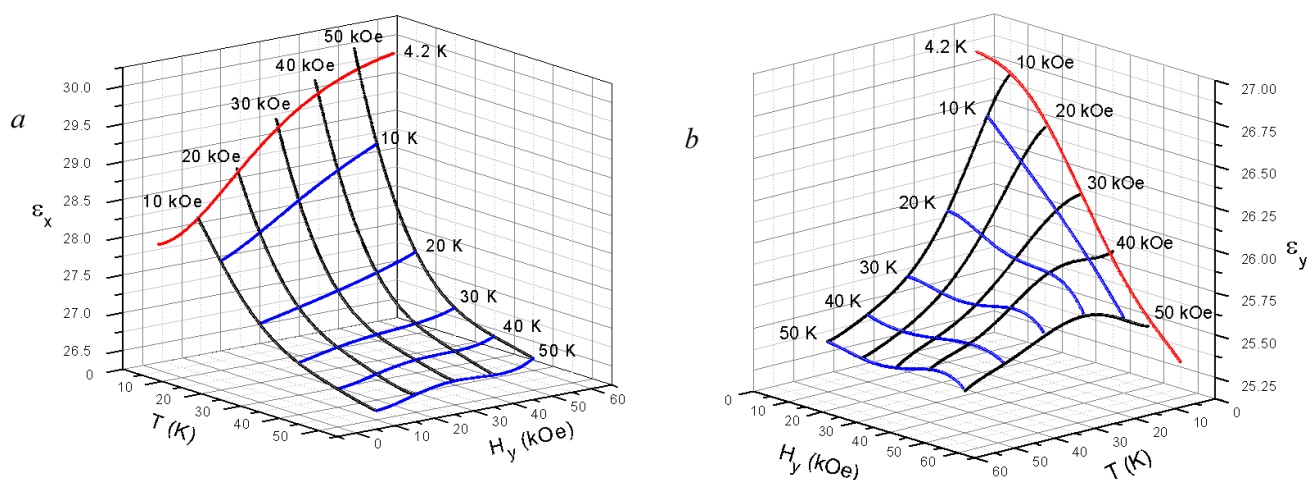 a
εx
30.0
29.5
29.0
28.5
28.0
27.5
27.0
26.5
0
10 kOe
20 kOe
30 kOe
40 kOe
50 kOe
4.2 K
10 K
20 K
30 K
40 K
50 K
10
20
30
40
50
T (K)
0
10
20
30
40
50
60
Hy (kOe)
b
4.2 K
10 kOe
10 K
20 kOe
20 K
30 kOe
30 K
40 kOe
40 K
50 kOe
50 K
27.00
26.75
26.50
26.25
26.00
25.75
25.50
25.25
εy
0
10
20
30
40
50
60
Hy (kOe)
60
50
40
30
20
10
0
T (K)